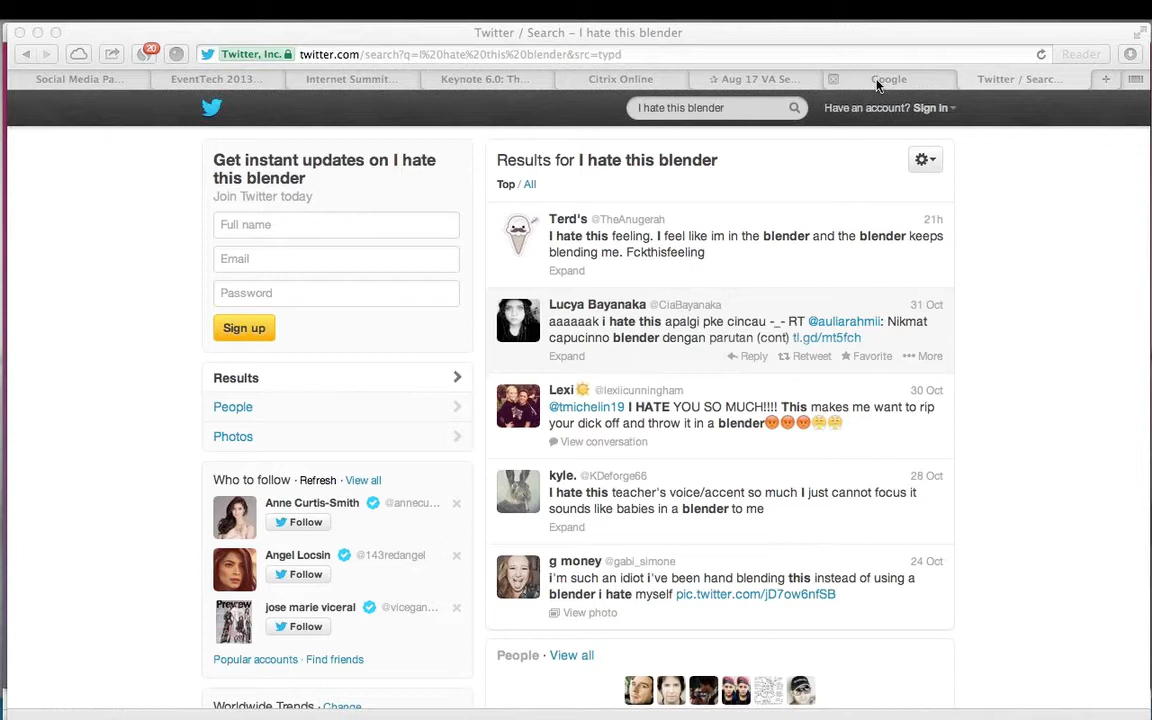 Twitter / Search – I hate this blender
20
Twitter, Inc.
twitter.com/search?q=I%20hate%20this%20blender&src=typd
Reader
Social Media Pa...
EventTech 2013...
Internet Summit...
Keynote 6.0: Th...
Citrix Online
☆ Aug 17 VA Se...
Google
Twitter / Searc...
+
I hate this blender
Have an account? Sign in
Get instant updates on I hate
this blender
Join Twitter today
Full name
Email
Password
Sign up
Results
People
Photos
Who to follow · Refresh · View all
Anne Curtis-Smith @annecu...
Follow
Angel Locsin @143redangel
Follow
jose marie viceral @vicegan...
Follow
Popular accounts · Find friends
Worldwide Trends · Change
Results for I hate this blender
Top / All
Terd's @TheAnugerah 21h
I hate this feeling. I feel like im in the blender and the blender keeps
blending me. Fckthisfeeling
Expand
Lucya Bayanaka @CiaBayanaka 31 Oct
aaaaaak i hate this apalgi pke cincau -_- RT @auliarahmii: Nikmat
capucinno blender dengan parutan (cont) tl.gd/mt5fch
Expand Reply Retweet Favorite More
Lexi @lexiicunningham 30 Oct
@tmichelin19 I HATE YOU SO MUCH!!!! This makes me want to rip
your dick off and throw it in a blender😡😡😡😤😤
View conversation
kyle. @KDeforge66 28 Oct
I hate this teacher's voice/accent so much I just cannot focus it
sounds like babies in a blender to me
Expand
g money @gabi_simone 24 Oct
i'm such an idiot i've been hand blending this instead of using a
blender i hate myself pic.twitter.com/jD7ow6nfSB
View photo
People · View all